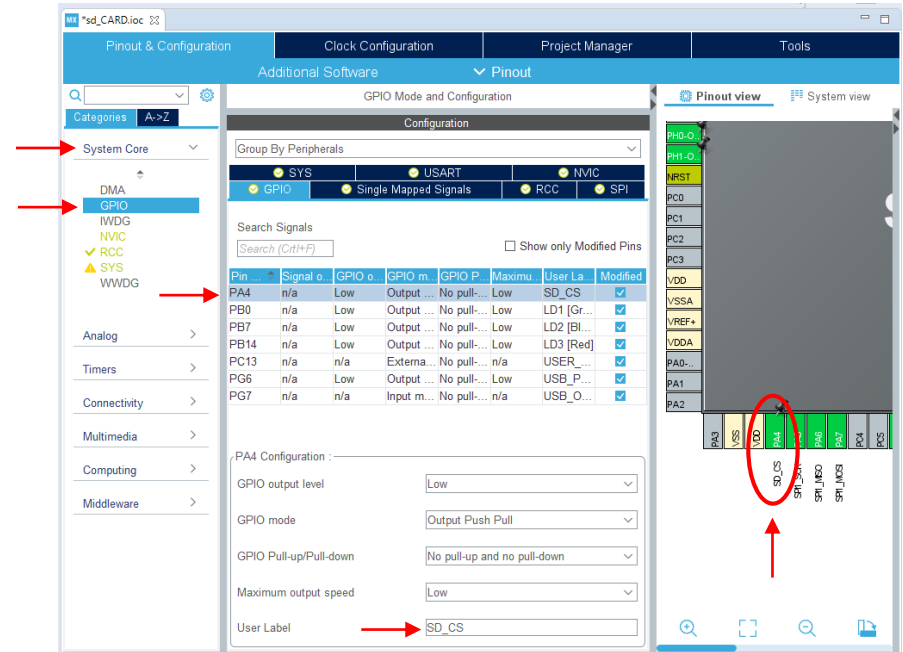 MX *sd_CARD.ioc
Pinout & Configuration Clock Configuration Project Manager Tools
Additional Software Pinout
GPIO Mode and Configuration
Pinout view System view
Categories A->Z
Configuration
System Core
Group By Peripherals
SYS USART NVIC
GPIO Single Mapped Signals RCC SPI
DMA
GPIO
IWDG
NVIC
RCC
SYS
WWDG
Search Signals
Search (Crtl+F) Show only Modified Pins
Pin ... Signal o... GPIO o... GPIO m... GPIO P... Maximu... User La... Modified
PA4 n/a Low Output ... No pull-... Low SD_CS
PB0 n/a Low Output ... No pull-... Low LD1 [Gr...
PB7 n/a Low Output ... No pull-... Low LD2 [Bl...
PB14 n/a Low Output ... No pull-... Low LD3 [Red]
PC13 n/a n/a Externa... No pull-... n/a USER_...
PG6 n/a Low Output ... No pull-... Low USB_P...
PG7 n/a n/a Input m... No pull-... n/a USB_O...
Analog
Timers
Connectivity
Multimedia
Computing
Middleware
PA4 Configuration :
GPIO output level Low
GPIO mode Output Push Pull
GPIO Pull-up/Pull-down No pull-up and no pull-down
Maximum output speed Low
User Label SD_CS
PH0-O..
PH1-O..
NRST
PC0
PC1
PC2
PC3
VDD
VSSA
VREF+
VDDA
PA0-..
PA1
PA2
PA3 VSS VDD PA4 PA6 PA7 PC4 PC5
SD_CS SPI1_SCK SPI1_MISO SPI1_MOSI